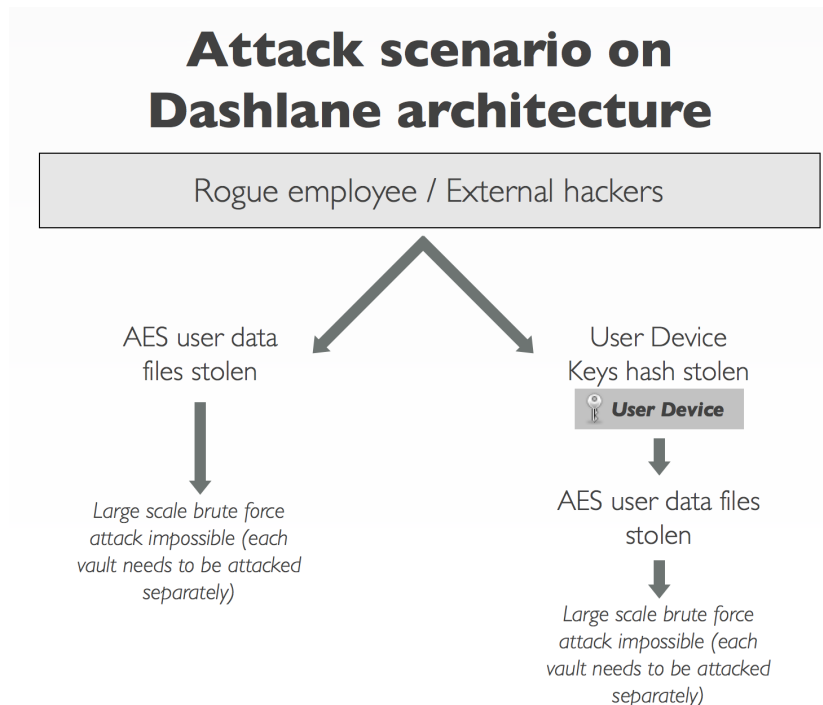 Attack scenario on
Dashlane architecture
Rogue employee / External hackers
AES user data
files stolen
Large scale brute force
attack impossible (each
vault needs to be attacked
separately)
User Device
Keys hash stolen
User Device
AES user data files
stolen
Large scale brute force
attack impossible (each
vault needs to be attacked
separately)